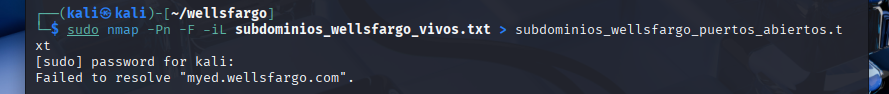 ┌──(kali㉿kali)-[~/wellsfargo]
└─$ sudo nmap -Pn -F -iL subdominios_wellsfargo_vivos.txt > subdominios_wellsfargo_puertos_abiertos.t
xt
[sudo] password for kali:
Failed to resolve "myed.wellsfargo.com".